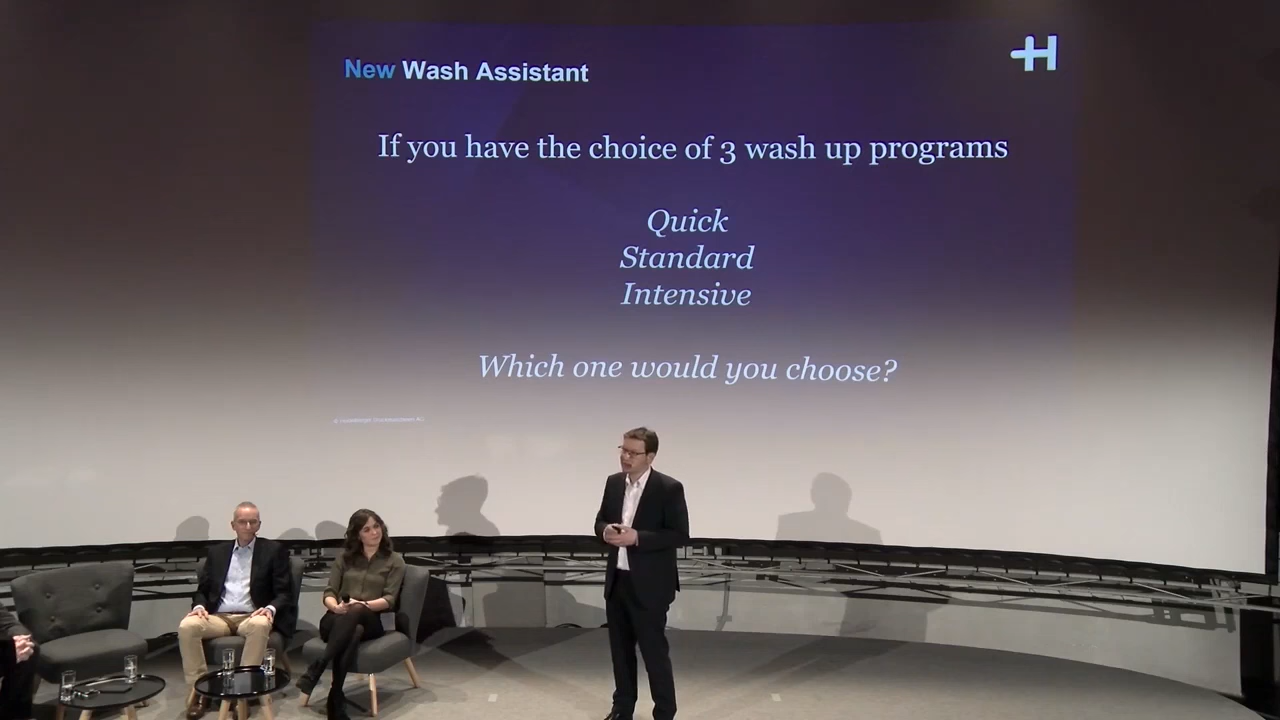 New Wash Assistant
H
If you have the choice of 3 wash up programs
Quick
Standard
Intensive
Which one would you choose?